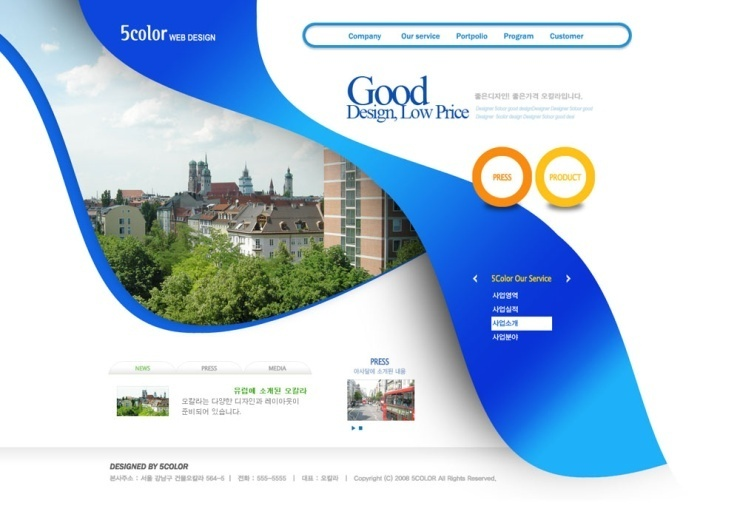 5color WEB DESIGN
Company Our service Portpolio Program Customer
Good
Design, Low Price
좋은디자인! 좋은가격 오칼라입니다.
PRESS
PRODUCT
5Color Our Service
사업영역
사업실적
사업소개
사업분야
NEWS PRESS MEDIA
유럽에 소개된 오칼라
오칼라는 다양한 디자인과 레이아웃이
준비되어 있습니다.
PRESS
아사달에 소개된 내용
DESIGNED BY 5COLOR
본사주소 : 서울 강남구 건물오칼라 564-5 | 전화 : 555-5555 | 대표 : 오칼라 | Copyright (C) 2008 5COLOR All Rights Reserved.